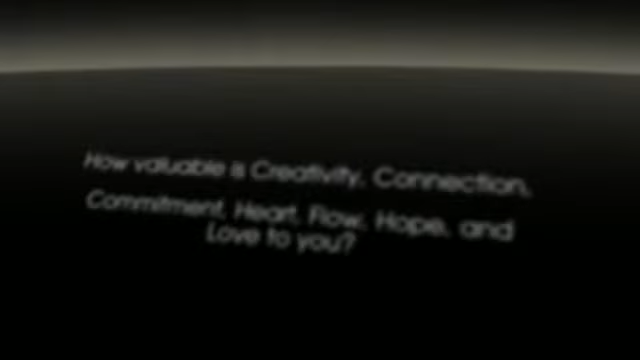 How valuable is Creativity, Connection,
Commitment, Heart, Flow, Hope, and
Love to you?